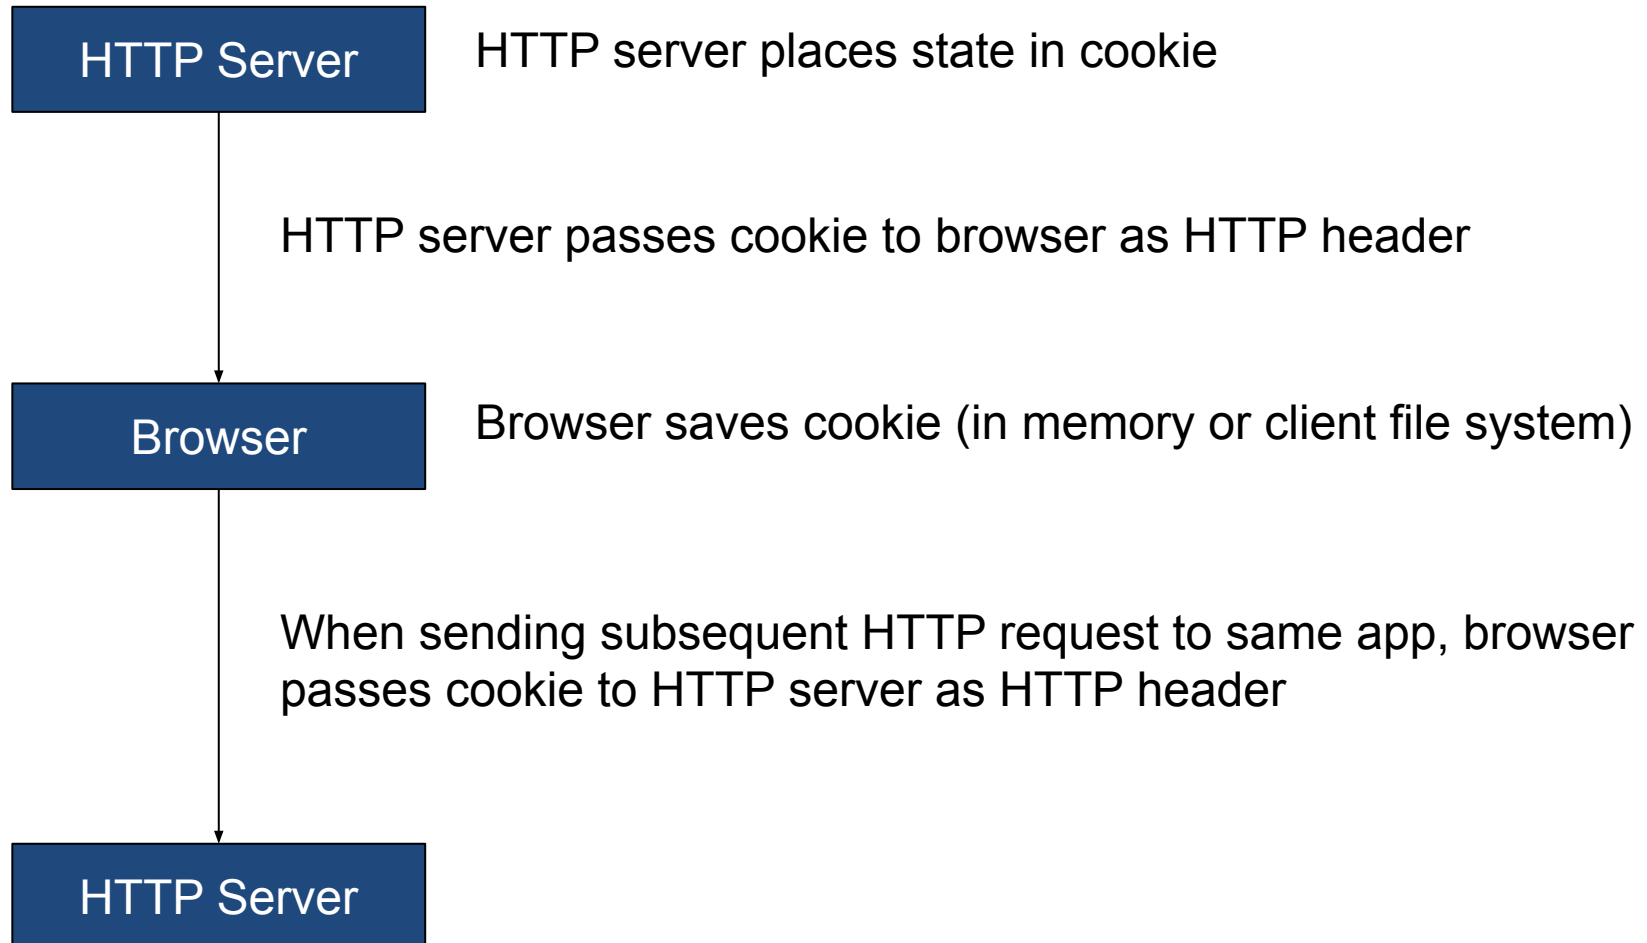 HTTP Server
HTTP server places state in cookie
HTTP server passes cookie to browser as HTTP header
Browser
Browser saves cookie (in memory or client file system)
When sending subsequent HTTP request to same app, browser
passes cookie to HTTP server as HTTP header
HTTP Server